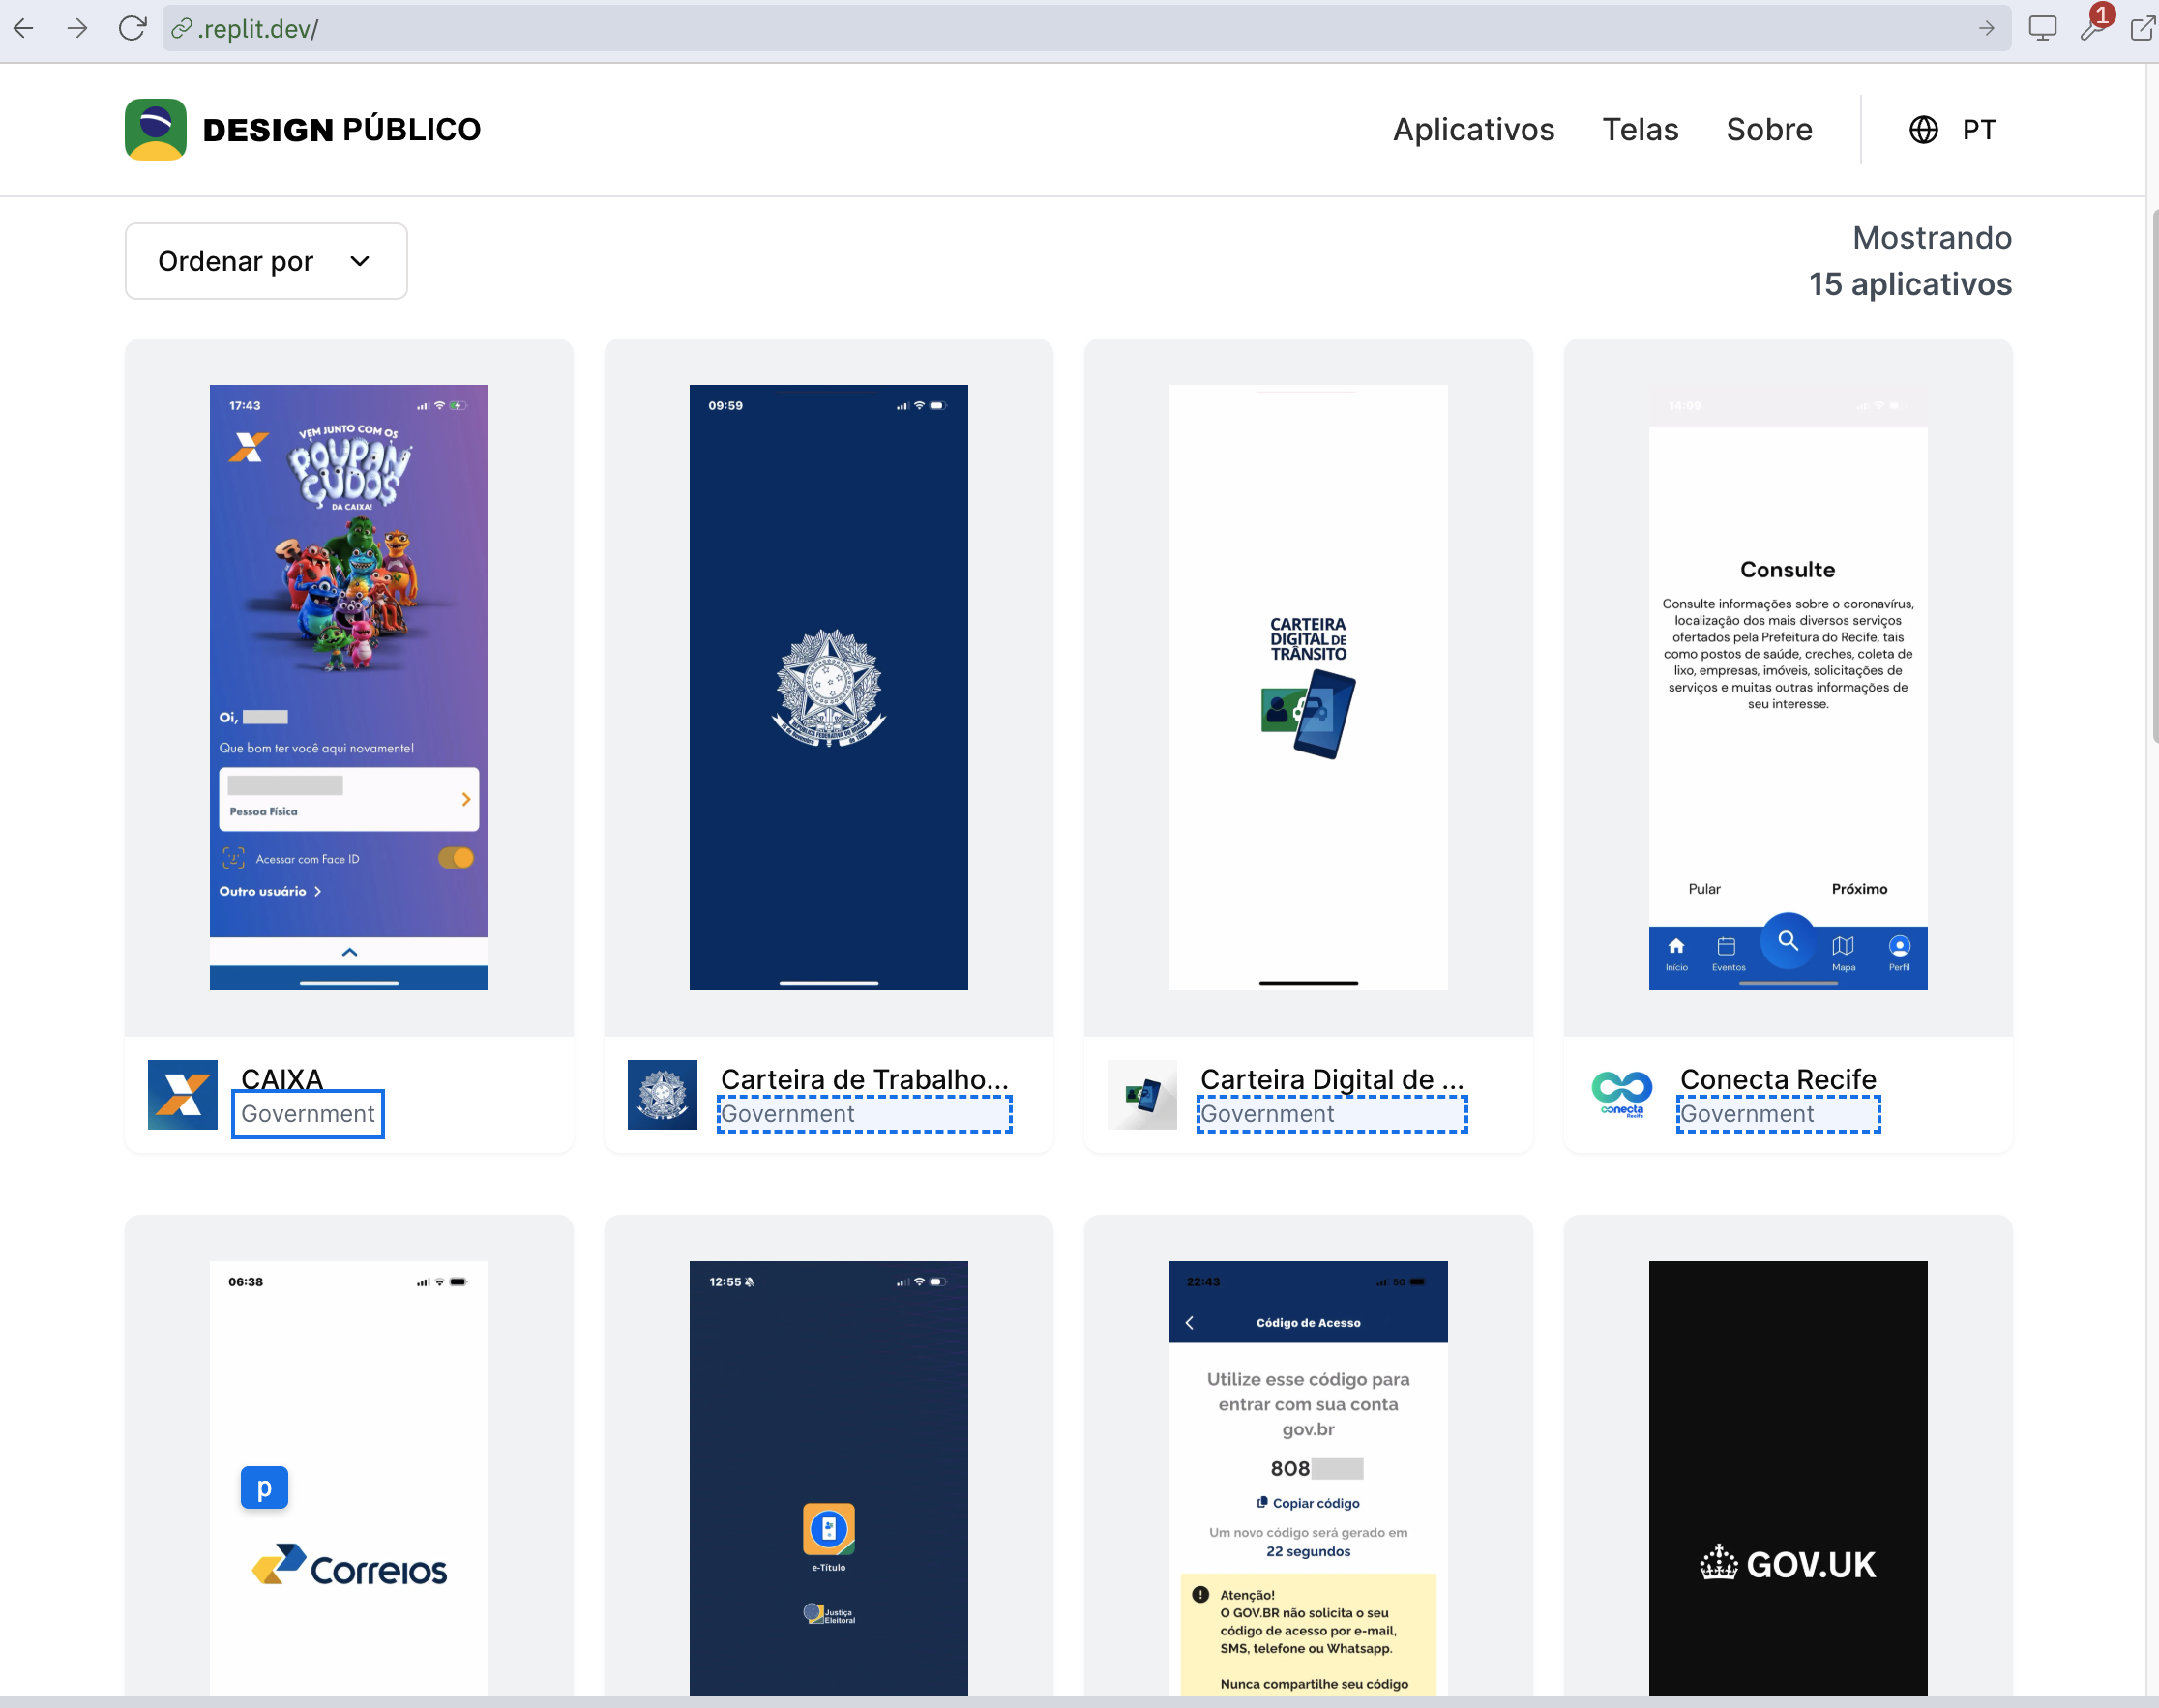 .replit.dev/
1
DESIGN PÚBLICO
Aplicativos
Telas
Sobre
PT
Ordenar por
Mostrando
15 aplicativos
17:43
VEM JUNTO COM OS
POUPAN
ÇUDOS
DA CAIXA!
Oi,
Que bom ter você aqui novamente!
Pessoa Física
Acessar com Face ID
Outro usuário
CAIXA
Government
09:59
Carteira de Trabalho...
Government
CARTEIRA
DIGITAL DE
TRÂNSITO
Carteira Digital de ...
Government
14:09
Consulte
Consulte informações sobre o coronavírus,
localização dos mais diversos serviços
ofertados pela Prefeitura do Recife, tais
como postos de saúde, creches, coleta de
lixo, empresas, imóveis, solicitações de
serviços e muitas outras informações de
seu interesse.
Pular
Próximo
Início
Eventos
Mapa
Perfil
conecta
Recife
Conecta Recife
Government
06:38
p
Correios
12:55
e-Título
Justiça
Eleitoral
22:43
5G
Código de Acesso
Utilize esse código para
entrar com sua conta
gov.br
808
Copiar código
Um novo código será gerado em
22 segundos
Atenção!
O GOV.BR não solicita o seu
código de acesso por e-mail,
SMS, telefone ou Whatsapp.
Nunca compartilhe seu código
GOV.UK